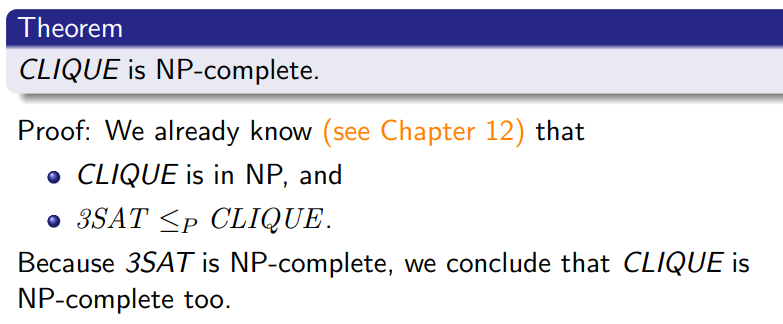 Theorem
CLIQUE is NP-complete.
Proof: We already know (see Chapter 12) that
CLIQUE is in NP, and
3SAT ≤P CLIQUE.
Because 3SAT is NP-complete, we conclude that CLIQUE is
NP-complete too.